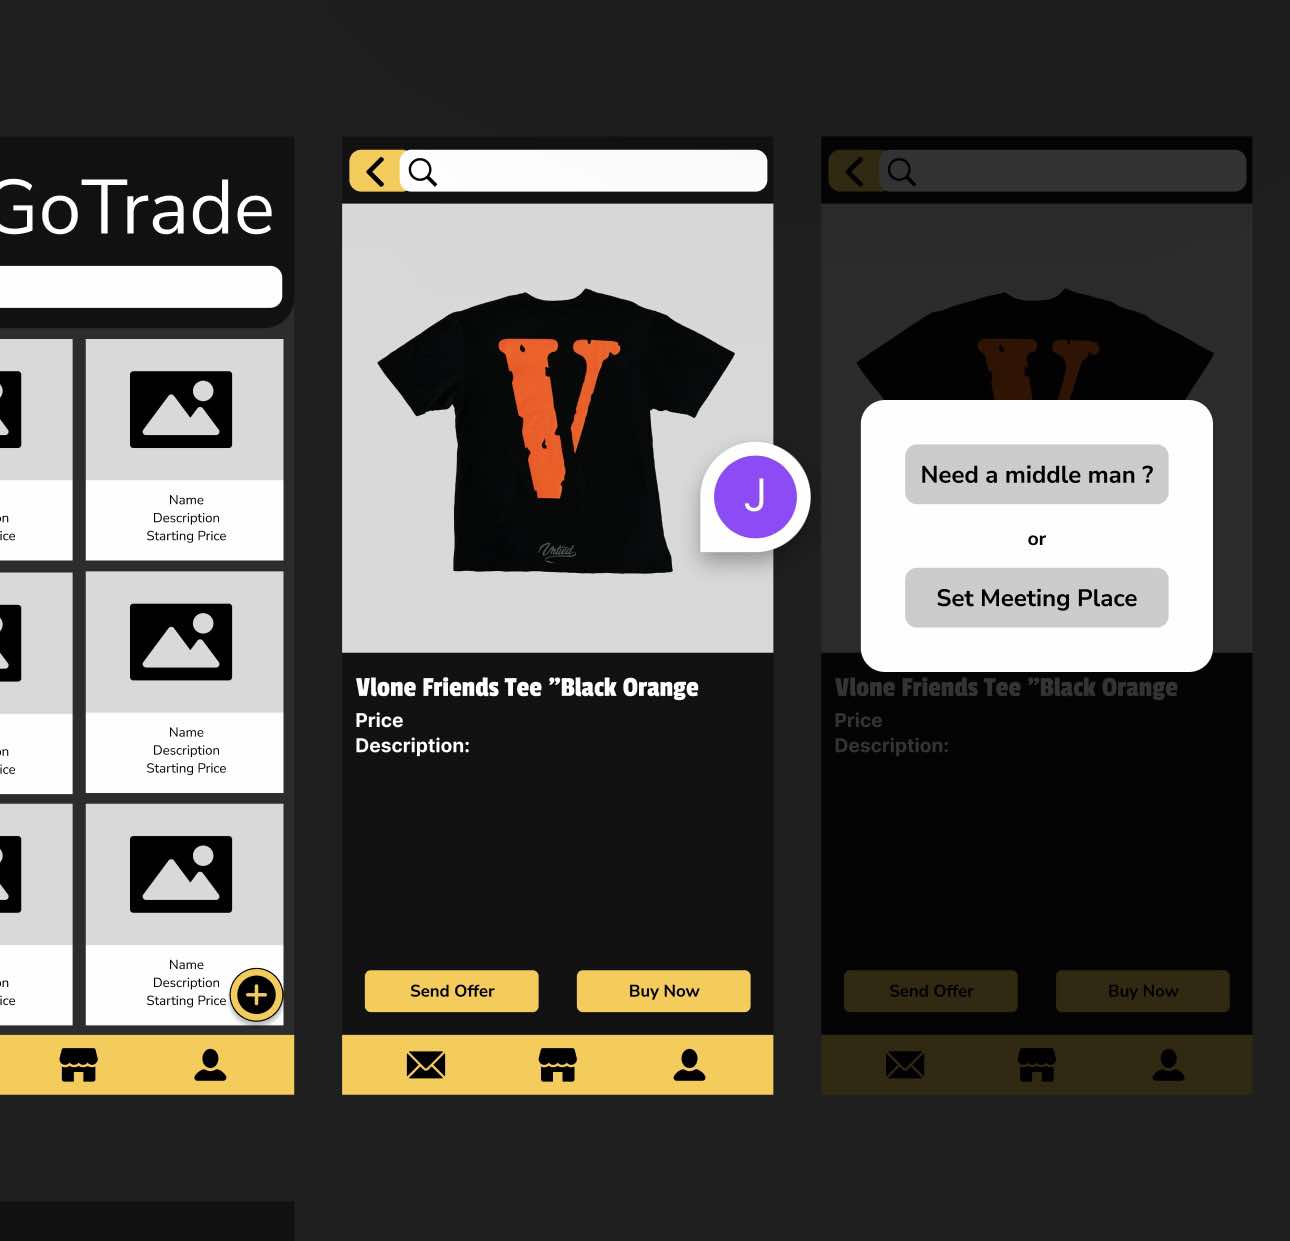 GoTrade
Name
Description
Starting Price
on
ice
Name
Description
Starting Price
on
ice
Name
Description
Starting Price
on
ice
J
Untitled
Vlone Friends Tee ”Black Orange
Price
Description:
Send Offer
Buy Now
Need a middle man ?
or
Set Meeting Place
Vlone Friends Tee ”Black Orange
Price
Description:
Send Offer
Buy Now